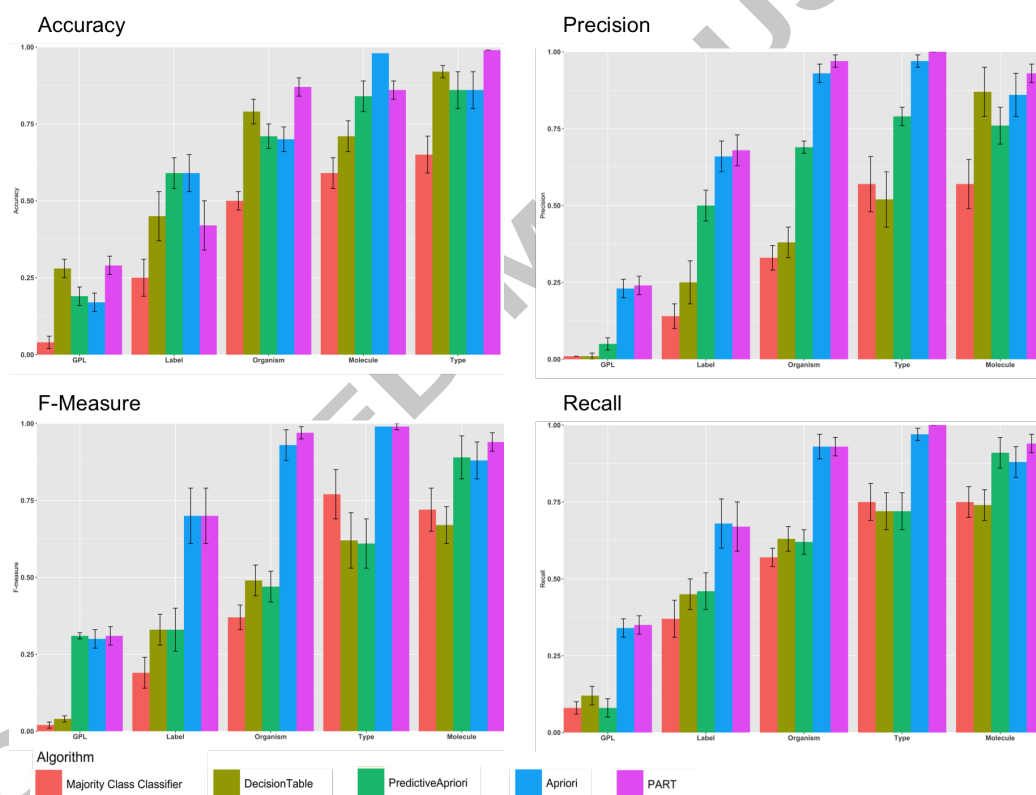 Accuracy
Precision
1.00
0.75
0.50
0.25
0.00
Accuracy
GPL Label Organism Molecule Type
1.00
0.75
0.50
0.25
0.00
Precision
GPL Label Organism Type Molecule
F-Measure
Recall
1.00
0.75
0.50
0.25
0.00
F-measure
GPL Label Organism Type Molecule
1.00
0.75
0.50
0.25
0.00
Recall
GPL Label Organism Type Molecule
Algorithm
Majority Class Classifier DecisionTable PredictiveApriori Apriori PART